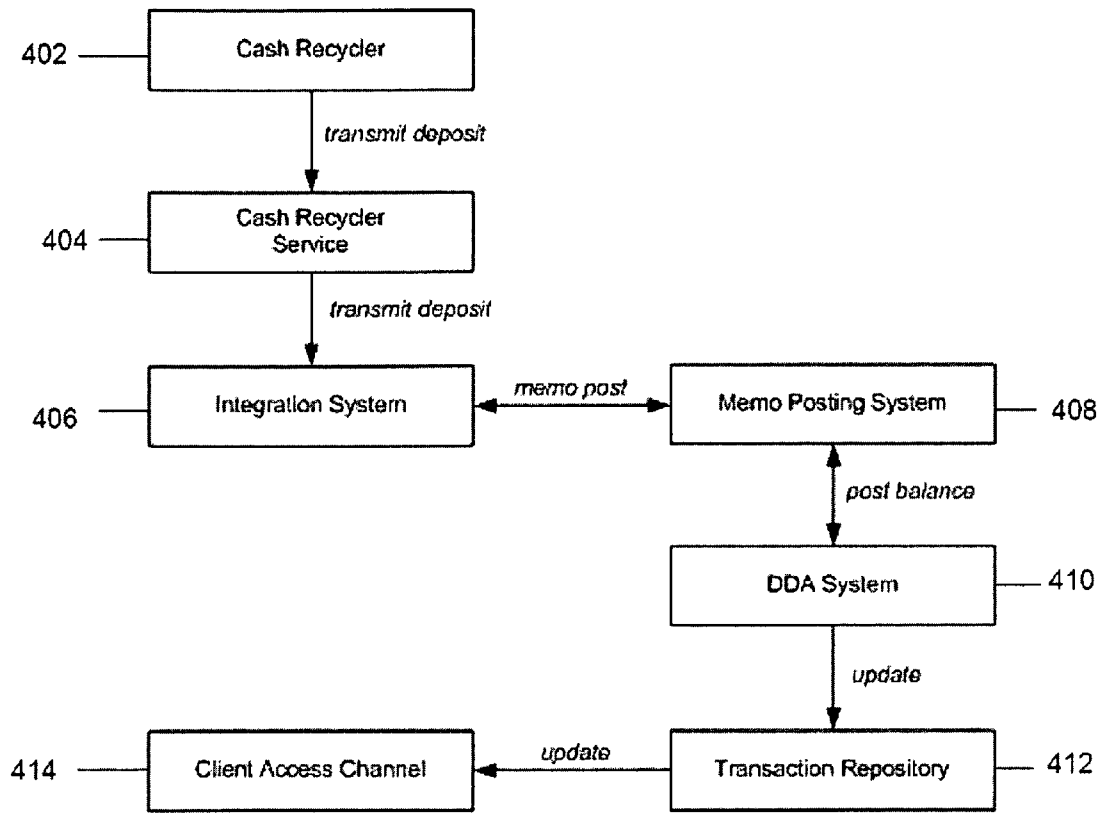 402
Cash Recycler
transmit deposit
404
Cash Recycler
Service
transmit deposit
406
Integration System
memo post
Memo Posting System
408
post balance
DDA System
410
update
414
Client Access Channel
update
Transaction Repository
412